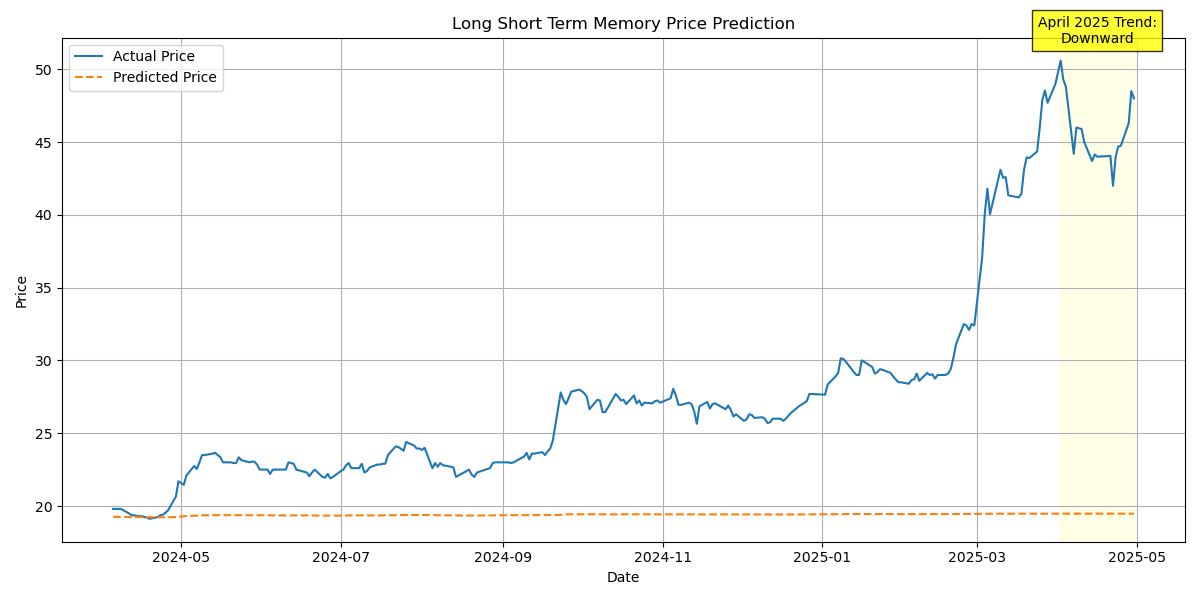 April 2025 Trend:
Downward
Long Short Term Memory Price Prediction
Actual Price
Predicted Price
Price
50
45
40
35
30
25
20
2024-05
2024-07
2024-09
2024-11
2025-01
2025-03
2025-05
Date